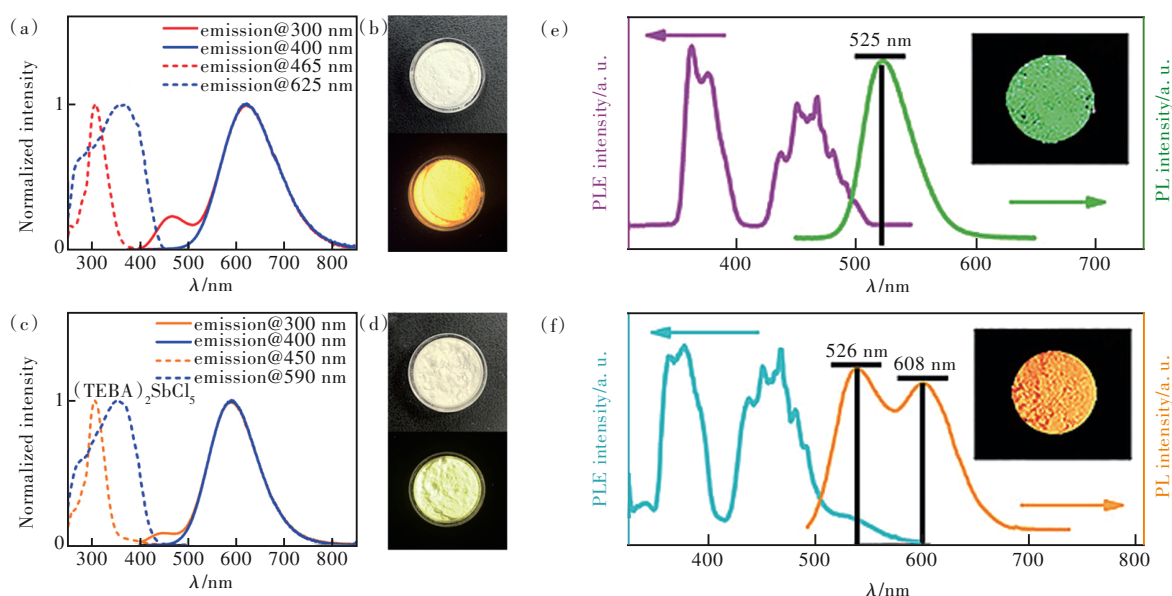 (a)
emission@300 nm
emission@400 nm
emission@465 nm
emission@625 nm
Normalized intensity
1
0
300 400 500 600 700 800
λ/nm
(b)
(c)
emission@300 nm
emission@400 nm
emission@450 nm
emission@590 nm
(TEBA)₂SbCl₅
Normalized intensity
1
0
300 400 500 600 700 800
λ/nm
(d)
(e)
525 nm
PLE intensity/a. u.
PL intensity/a. u.
400 500 600 700
λ/nm
(f)
526 nm
608 nm
PLE intensity/a. u.
PL intensity/a. u.
400 500 600 700 800
λ/nm